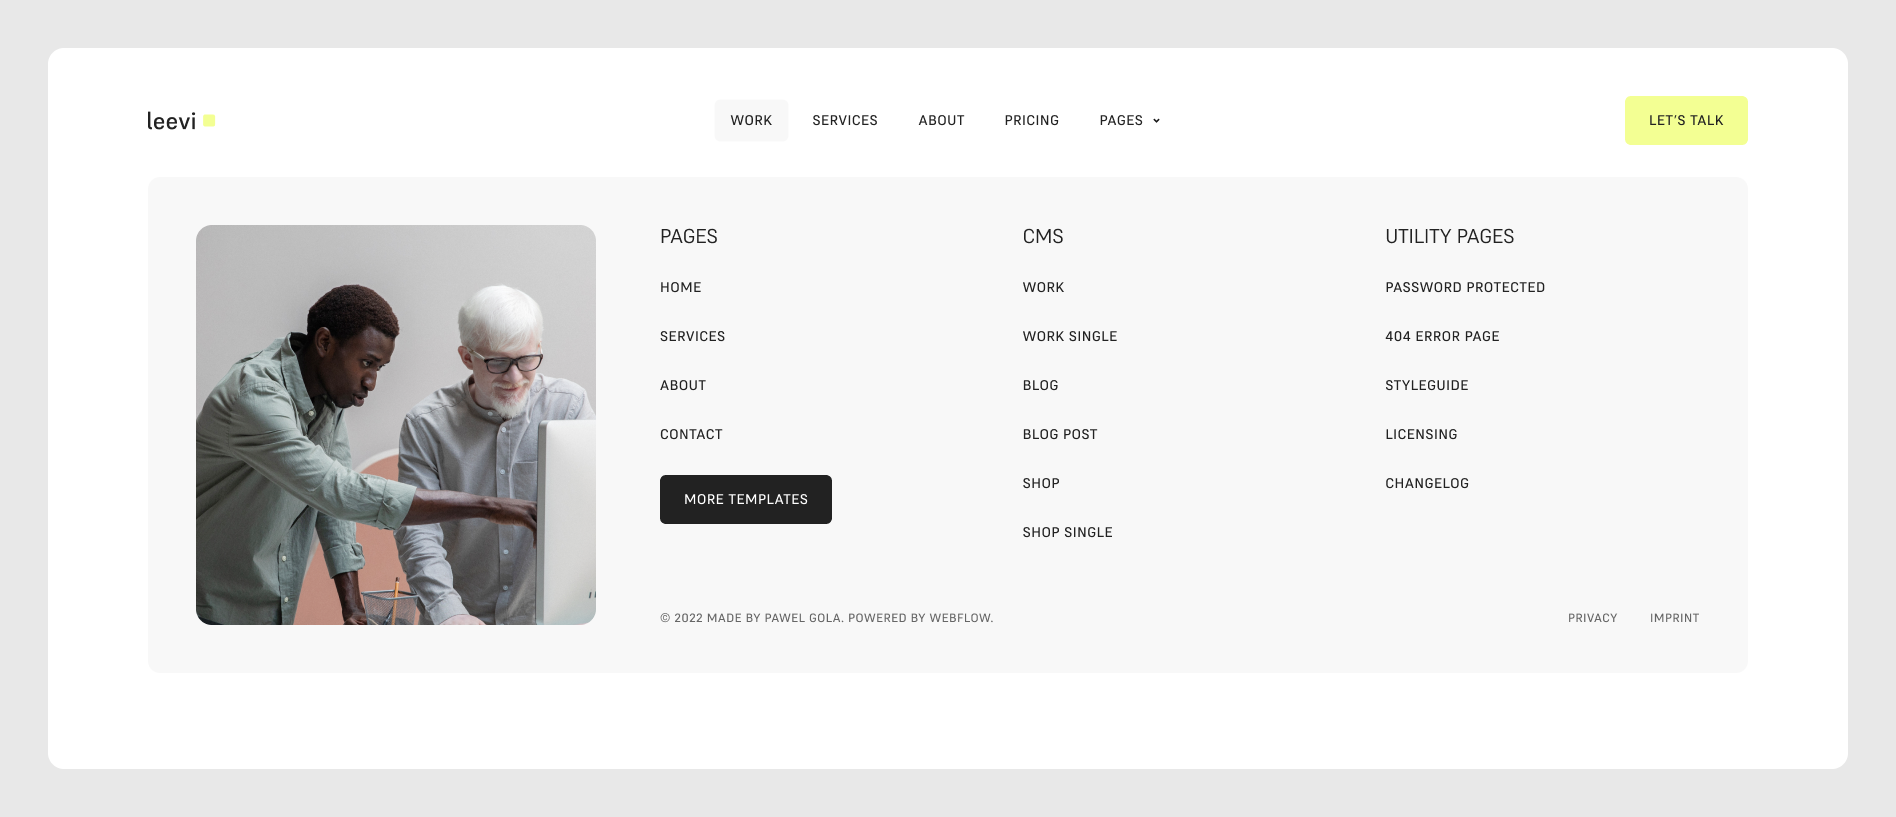 leevi
WORK
SERVICES
ABOUT
PRICING
PAGES
LET'S TALK
PAGES
HOME
SERVICES
ABOUT
CONTACT
MORE TEMPLATES
CMS
WORK
WORK SINGLE
BLOG
BLOG POST
SHOP
SHOP SINGLE
UTILITY PAGES
PASSWORD PROTECTED
404 ERROR PAGE
STYLEGUIDE
LICENSING
CHANGELOG
© 2022 MADE BY PAWEL GOLA. POWERED BY WEBFLOW.
PRIVACY
IMPRINT